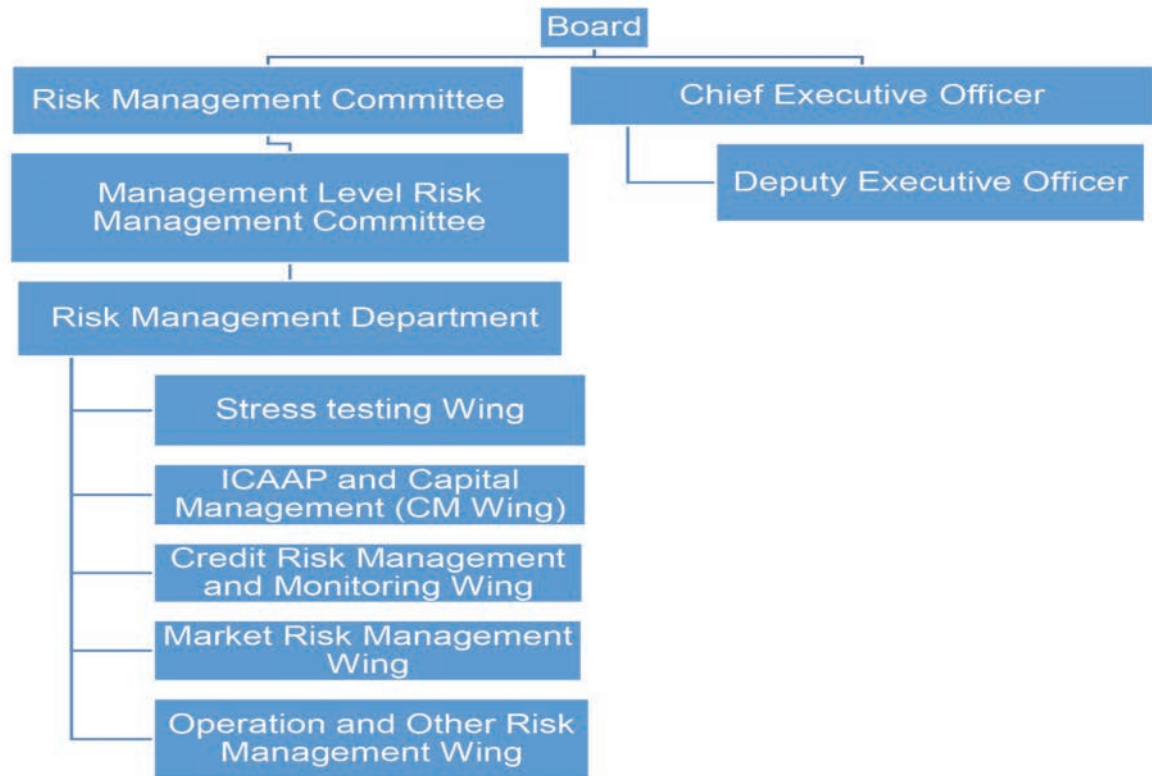 Board
Risk Management Committee
Chief Executive Officer
Management Level Risk
Management Committee
Deputy Executive Officer
Risk Management Department
Stress testing Wing
ICAAP and Capital
Management (CM Wing)
Credit Risk Management
and Monitoring Wing
Market Risk Management
Wing
Operation and Other Risk
Management Wing